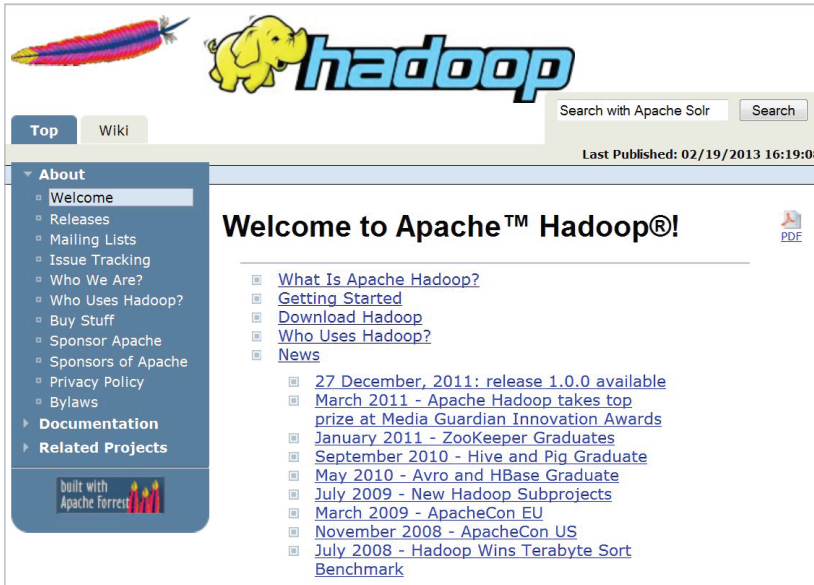 hadoop
Search with Apache Solr
Search
Top
Wiki
Last Published: 02/19/2013 16:19:08
About
Welcome
Releases
Mailing Lists
Issue Tracking
Who We Are?
Who Uses Hadoop?
Buy Stuff
Sponsor Apache
Sponsors of Apache
Privacy Policy
Bylaws
Documentation
Related Projects
built with
Apache Forrest
Welcome to Apache™ Hadoop®!
PDF
What Is Apache Hadoop?
Getting Started
Download Hadoop
Who Uses Hadoop?
News
27 December, 2011: release 1.0.0 available
March 2011 - Apache Hadoop takes top
prize at Media Guardian Innovation Awards
January 2011 - ZooKeeper Graduates
September 2010 - Hive and Pig Graduate
May 2010 - Avro and HBase Graduate
July 2009 - New Hadoop Subprojects
March 2009 - ApacheCon EU
November 2008 - ApacheCon US
July 2008 - Hadoop Wins Terabyte Sort
Benchmark